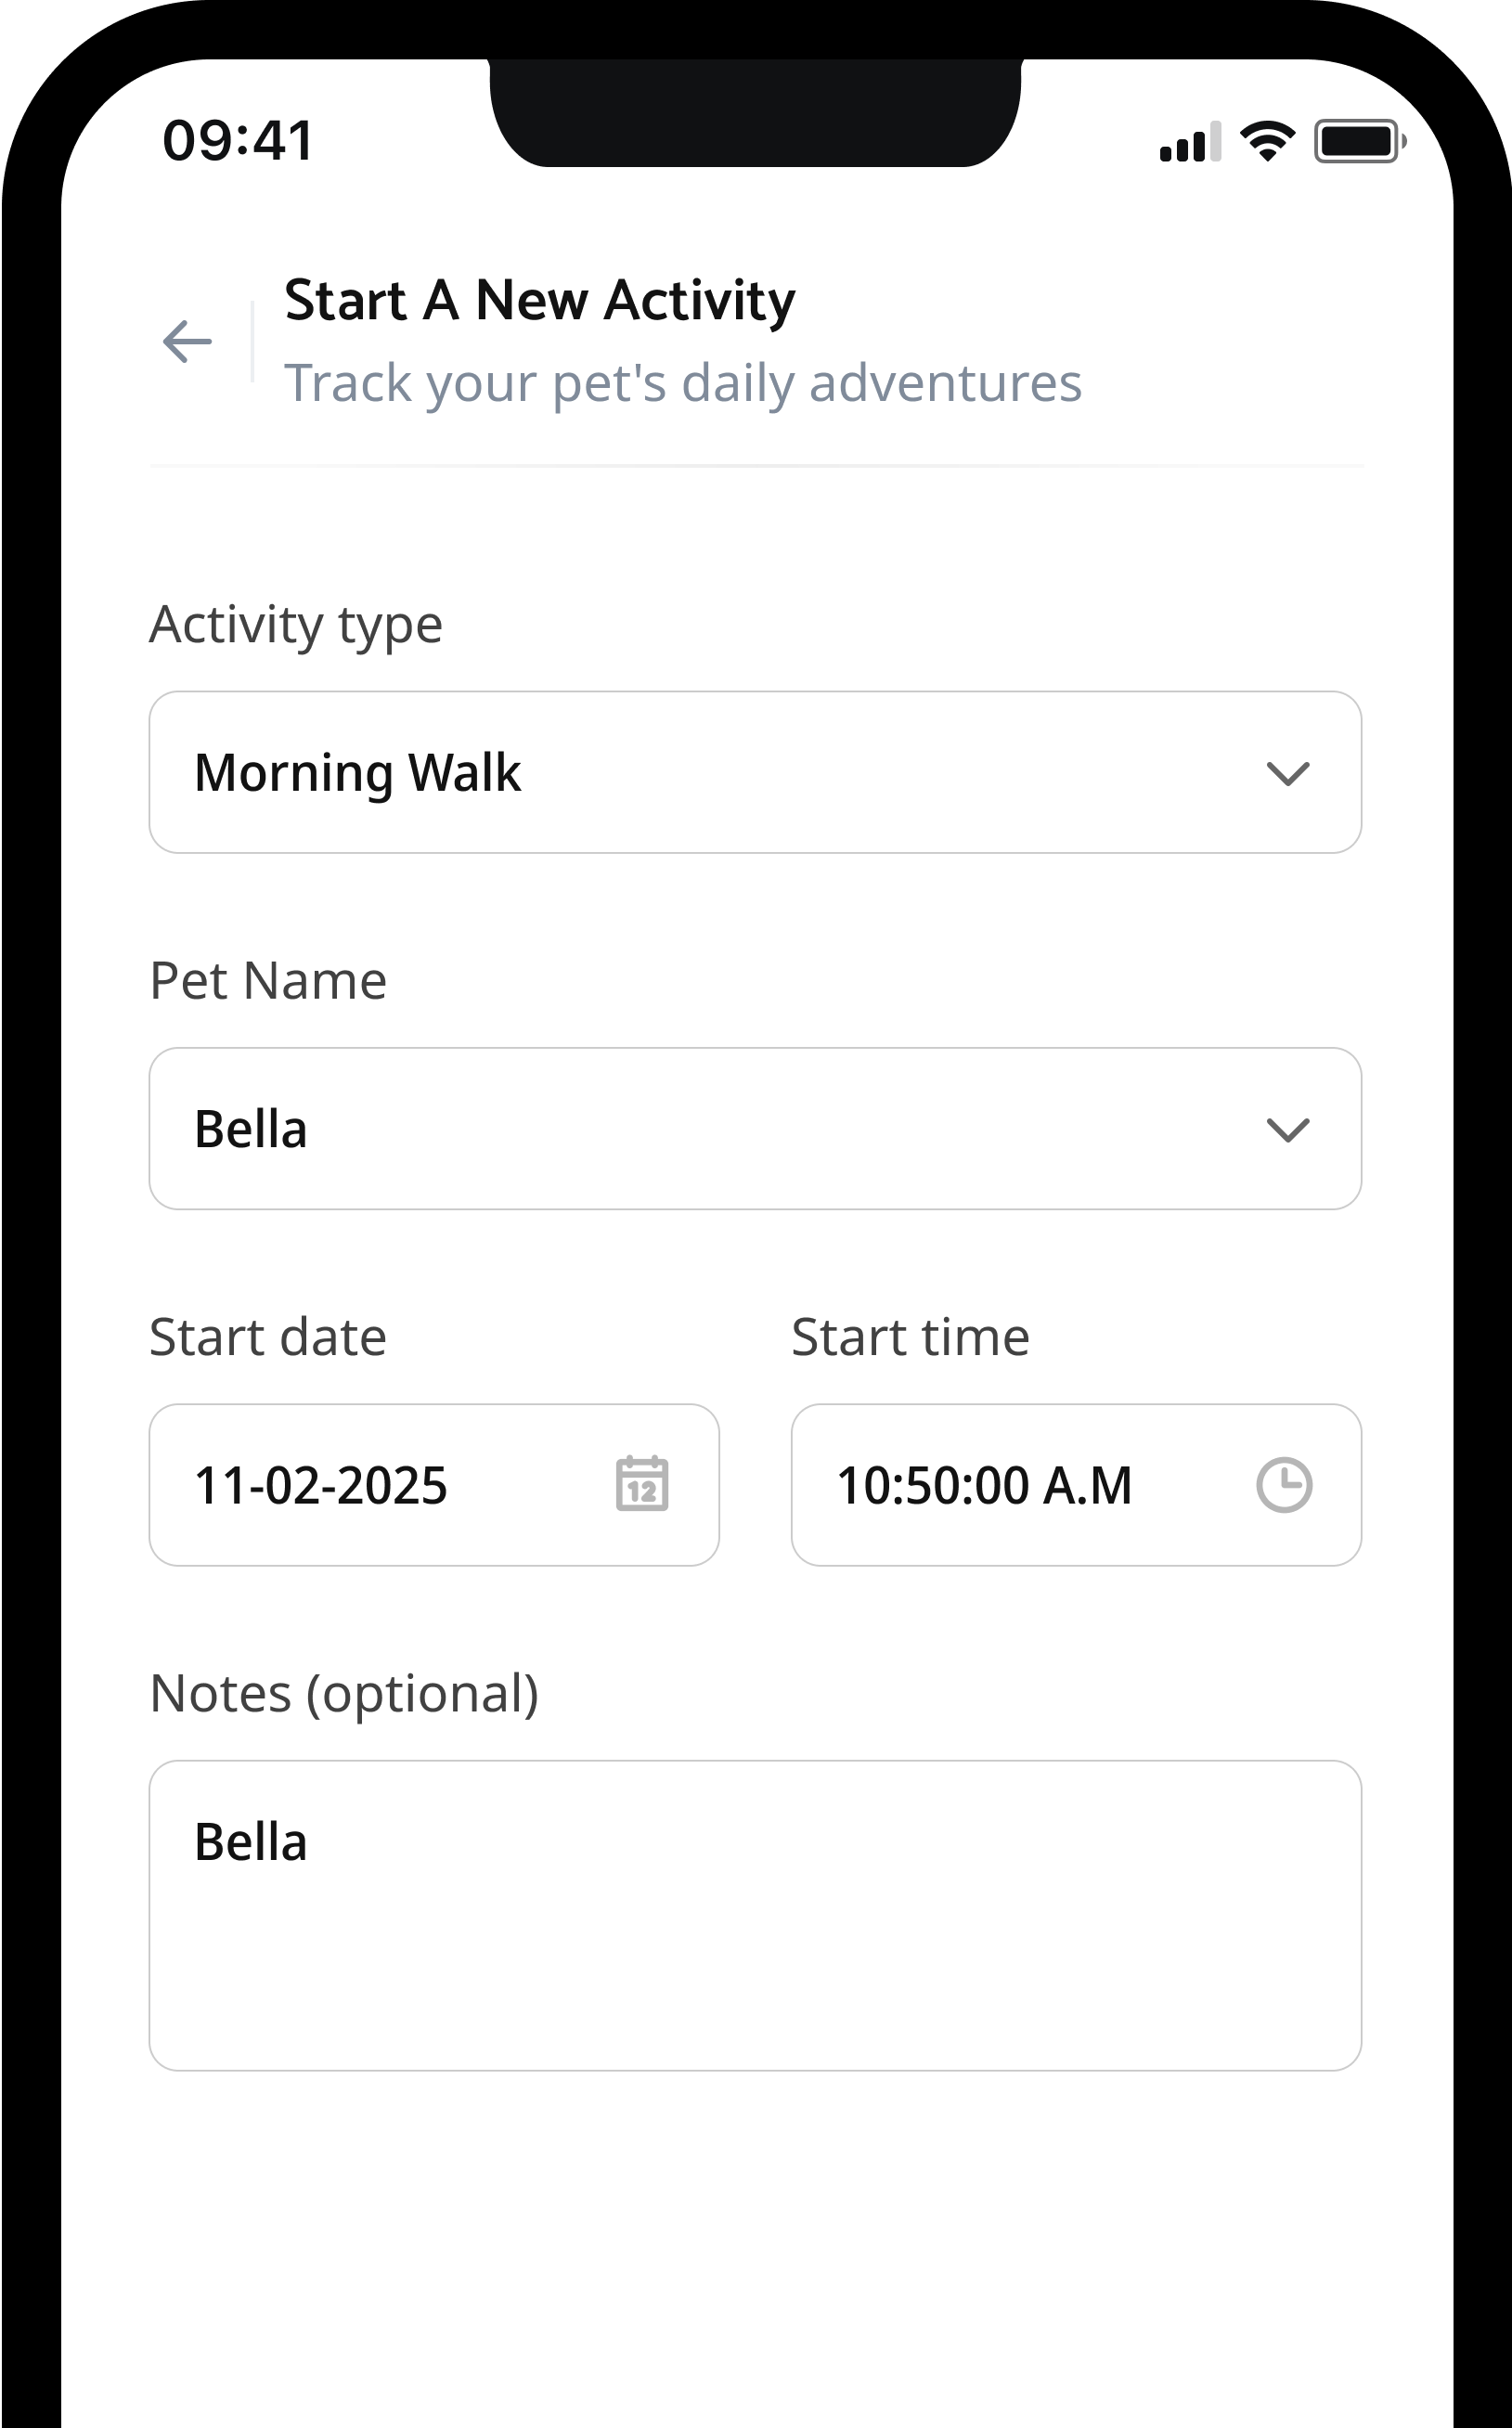 09:41
Start A New Activity
Track your pet's daily adventures
Activity type
Morning Walk
Pet Name
Bella
Start date
Start time
11-02-2025
12
10:50:00 A.M
Notes (optional)
Bella